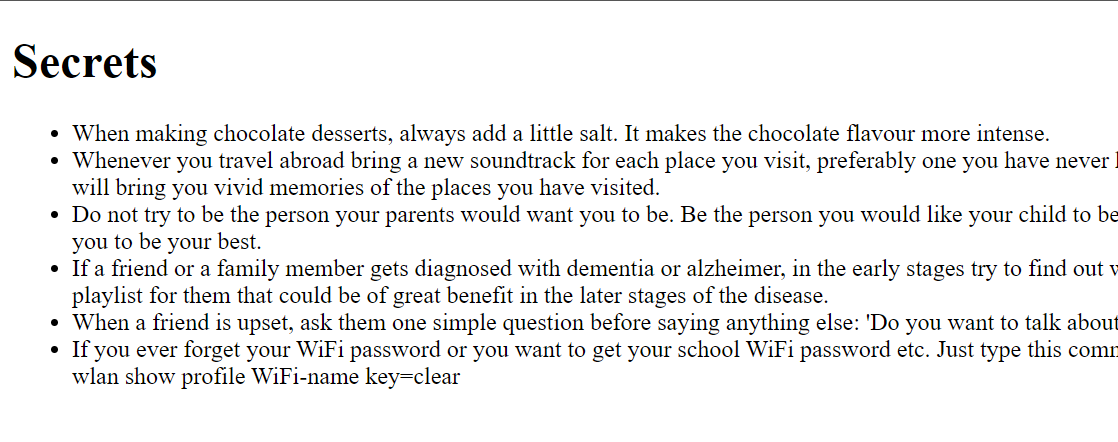 Secrets
When making chocolate desserts, always add a little salt. It makes the chocolate flavour more intense.
Whenever you travel abroad bring a new soundtrack for each place you visit, preferably one you have never
will bring you vivid memories of the places you have visited.
Do not try to be the person your parents would want you to be. Be the person you would like your child to be
you to be your best.
If a friend or a family member gets diagnosed with dementia or alzheimer, in the early stages try to find out
playlist for them that could be of great benefit in the later stages of the disease.
When a friend is upset, ask them one simple question before saying anything else: 'Do you want to talk about
If you ever forget your WiFi password or you want to get your school WiFi password etc. Just type this
wlan show profile WiFi-name key=clear